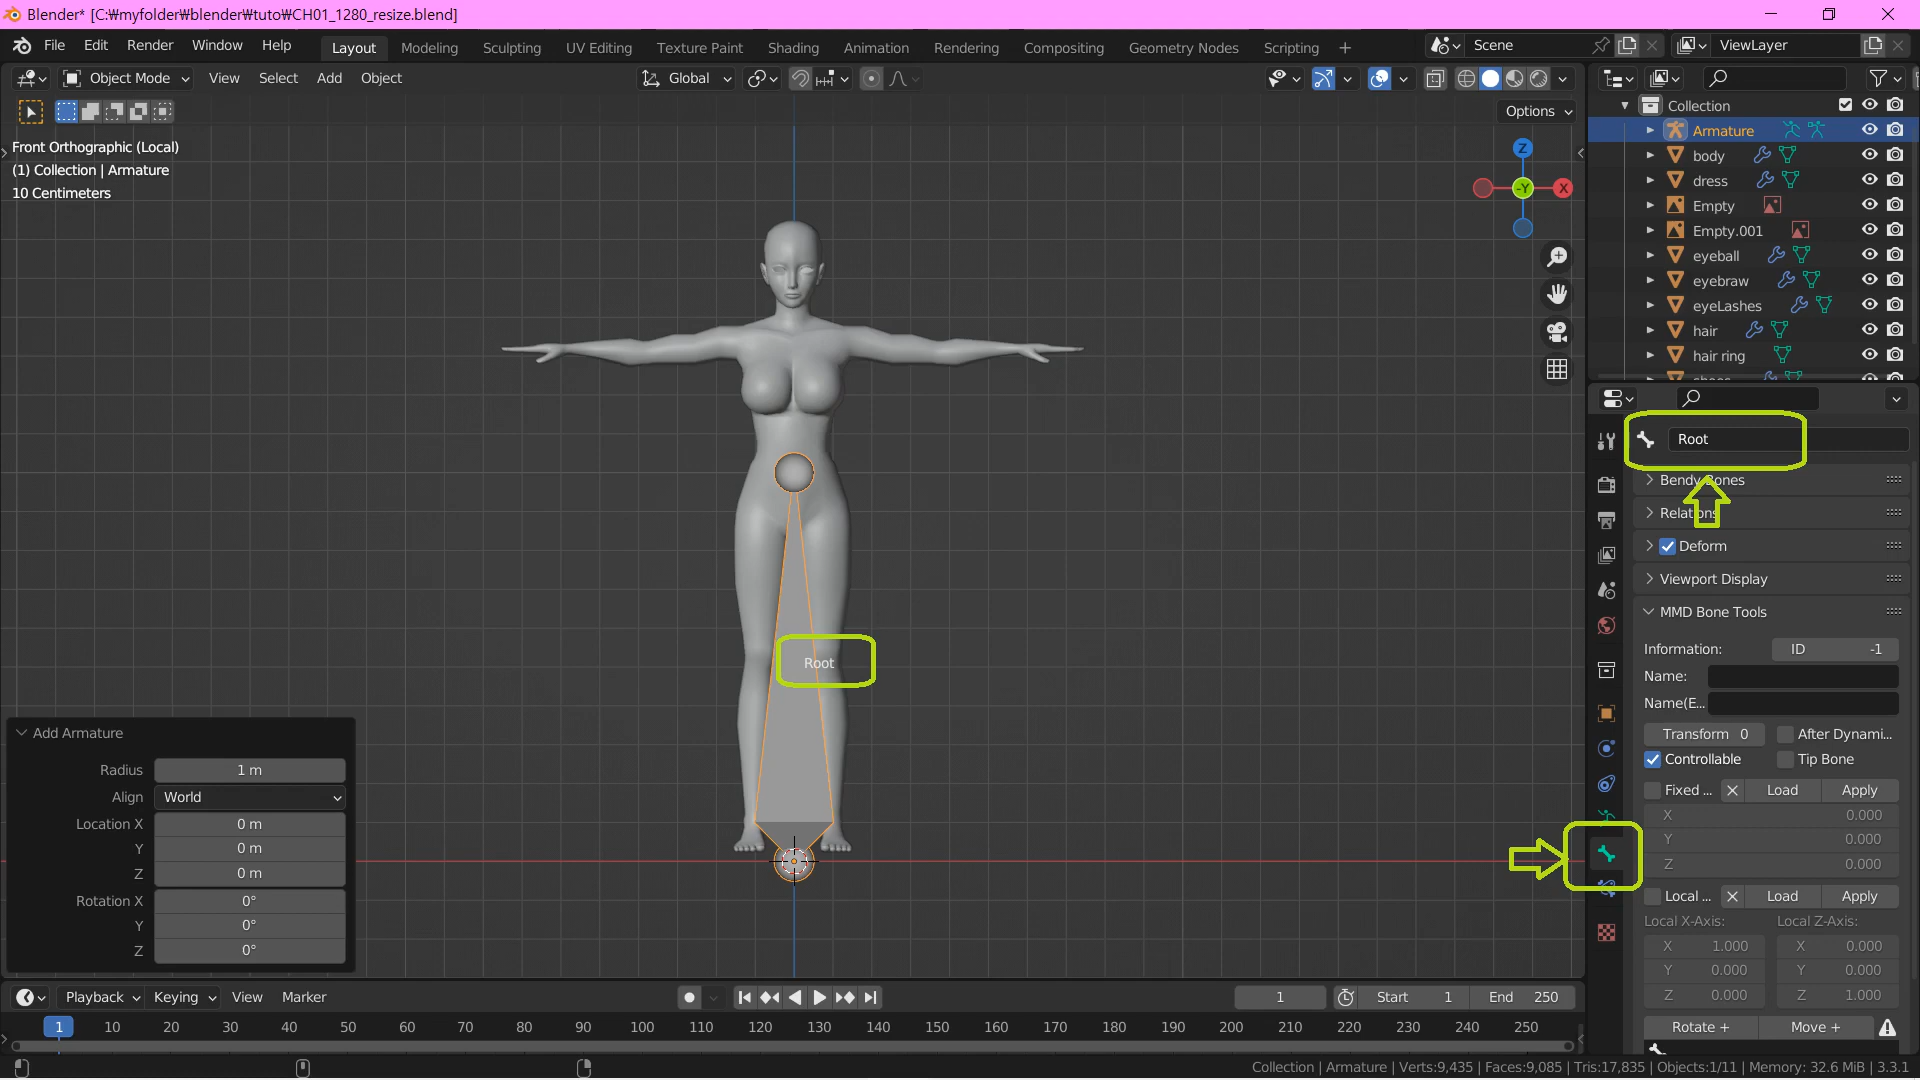 Blender* [C:₩myfolder₩blender₩tuto₩CH01_1280_resize.blend]
File Edit Render Window Help
Layout Modeling Sculpting UV Editing Texture Paint Shading Animation Rendering Compositing Geometry Nodes Scripting +
Scene
ViewLayer
Object Mode View Select Add Object
Global
Options
Front Orthographic (Local)
(1) Collection | Armature
10 Centimeters
Z
-Y
X
Collection
Armature
body
dress
Empty
Empty.001
eyeball
eyebraw
eyeLashes
hair
hair ring
Root
Bendy Bones
Relations
Deform
Viewport Display
MMD Bone Tools
Information: ID -1
Name:
Name(E...
Transform 0 After Dynami...
Controllable Tip Bone
Fixed ... Load Apply
X 0.000
Y 0.000
Z 0.000
Local ... Load Apply
Local X-Axis: Local Z-Axis:
X 1.000 X 0.000
Y 0.000 Y 0.000
Z 0.000 Z 1.000
Rotate + Move +
Root
Add Armature
Radius 1 m
Align World
Location X 0 m
Y 0 m
Z 0 m
Rotation X 0°
Y 0°
Z 0°
Playback Keying View Marker
1 Start 1 End 250
1 10 20 30 40 50 60 70 80 90 100 110 120 130 140 150 160 170 180 190 200 210 220 230 240 250
Collection | Armature | Verts:9,435 | Faces:9,085 | Tris:17,835 | Objects:1/11 | Memory: 32.6 MiB | 3.3.1